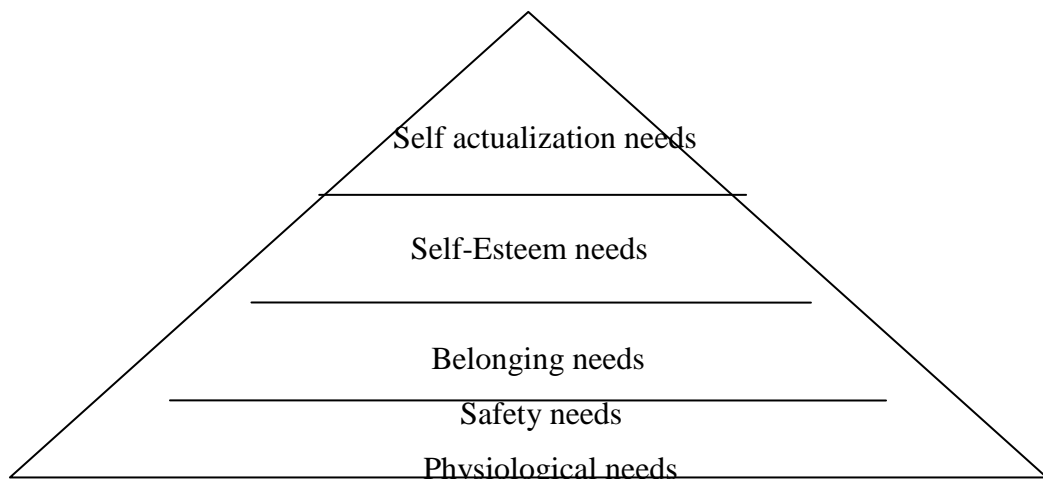 Self actualization needs
Self-Esteem needs
Belonging needs
Safety needs
Physiological needs